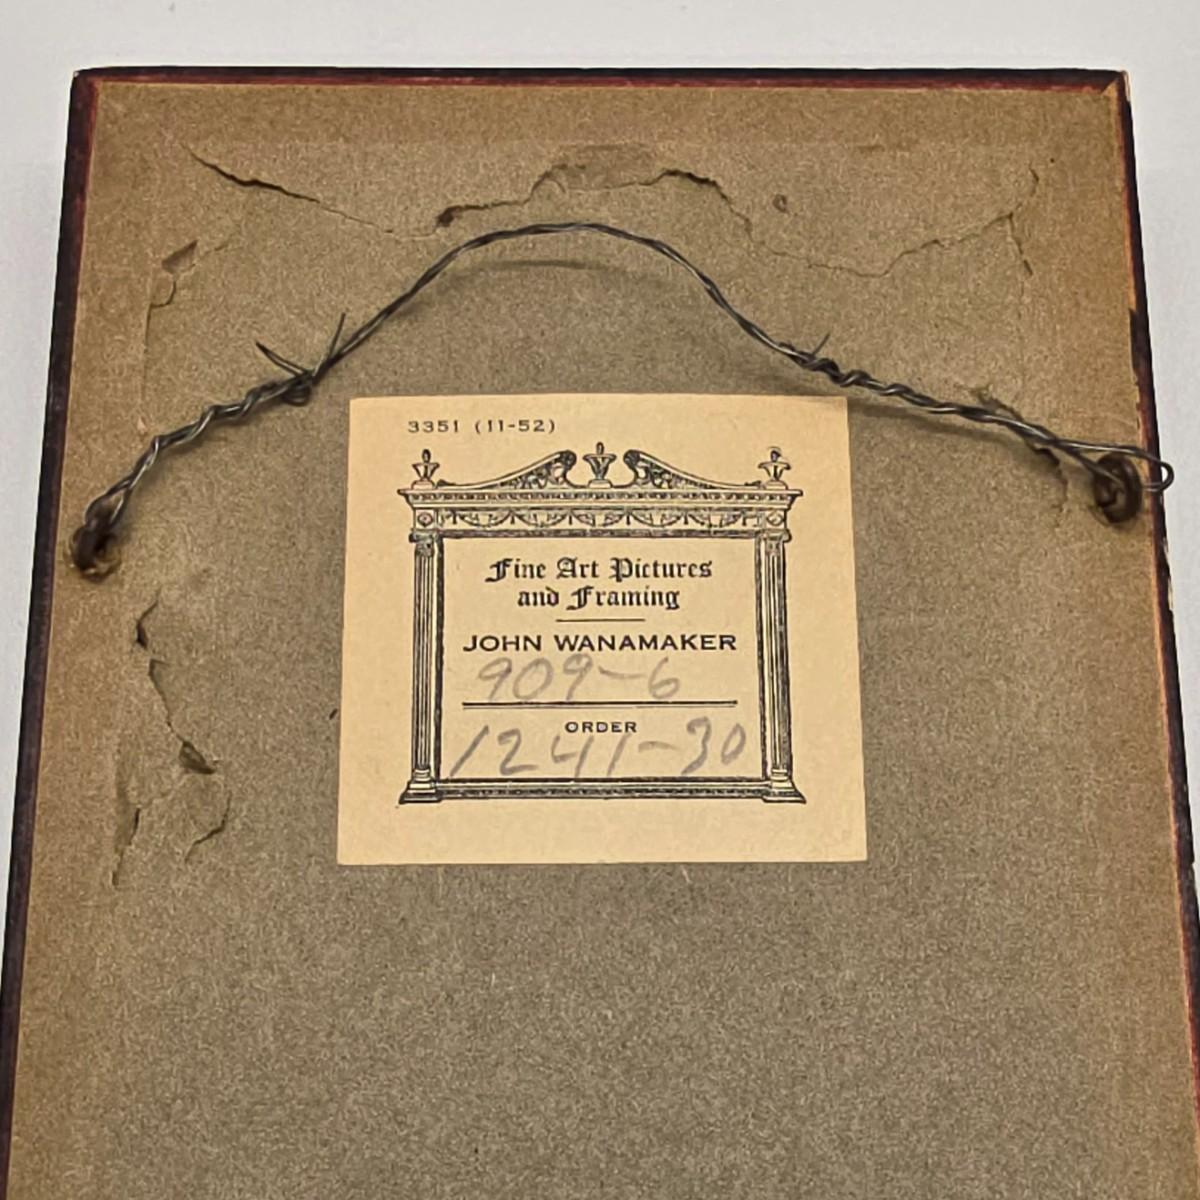 3351 (11-52)
Fine Art Pictures
and Framing
JOHN WANAMAKER
909-6
ORDER
1241-30